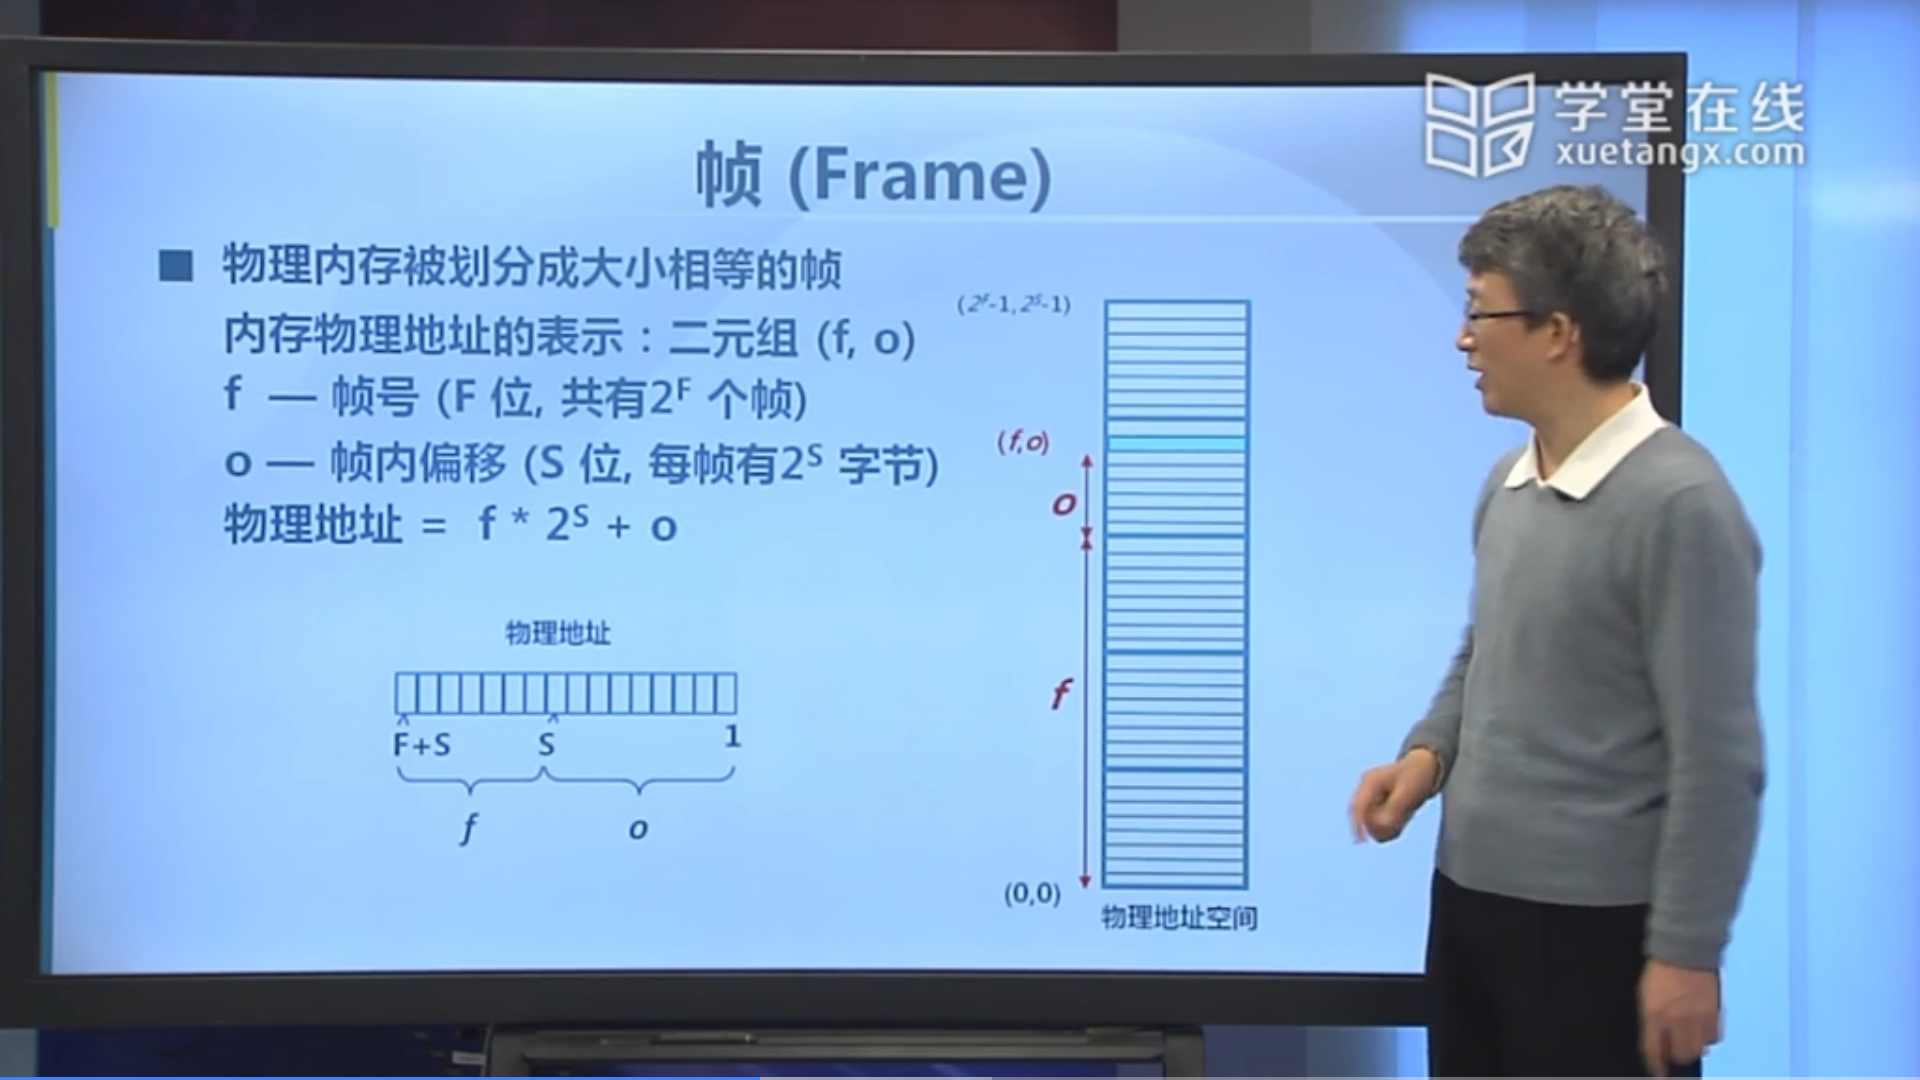 学堂在线
xuetangx.com
帧 (Frame)
■ 物理内存被划分成大小相等的帧
内存物理地址的表示：二元组 (f, o)
f — 帧号 (F 位, 共有2^F 个帧)
o — 帧内偏移 (S 位, 每帧有2^S 字节)
物理地址 = f * 2^S + o
物理地址
F+S S 1
f o
(2^F-1, 2^S-1)
(f,o)
o
f
(0,0)
物理地址空间